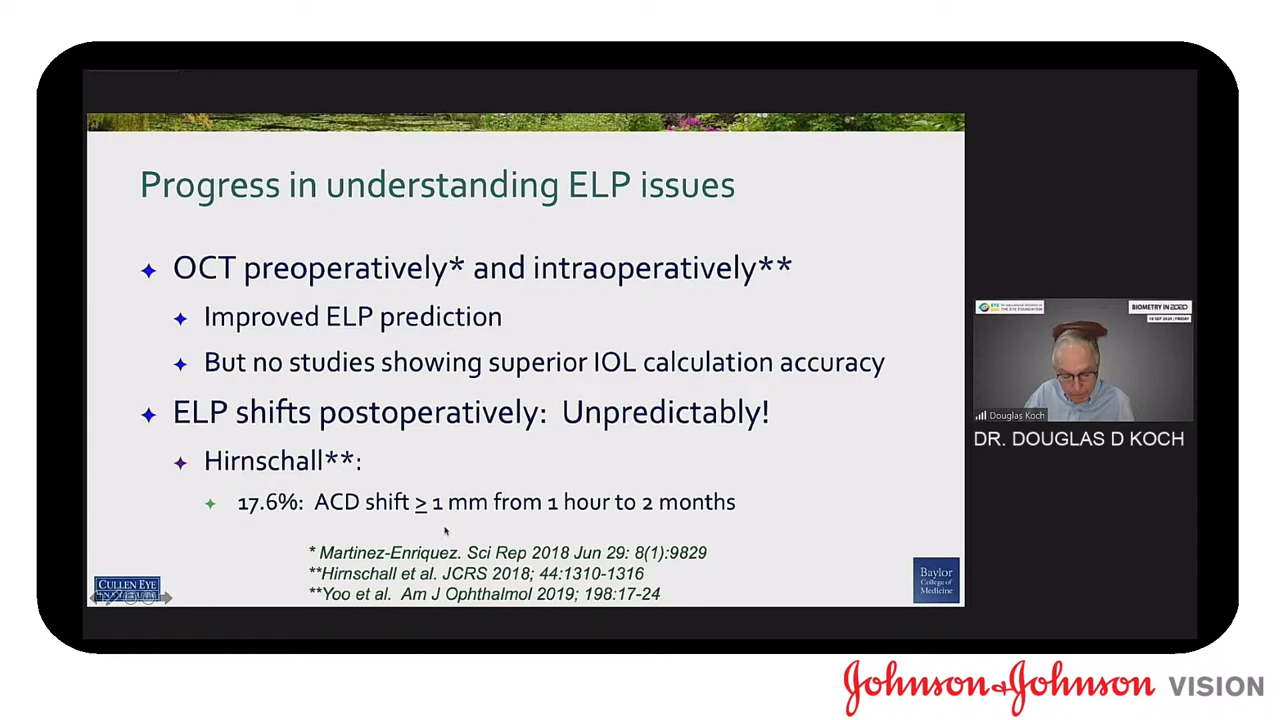 Progress in understanding ELP issues
OCT preoperatively* and intraoperatively**
Improved ELP prediction
But no studies showing superior IOL calculation accuracy
ELP shifts postoperatively: Unpredictably!
Hirnschall**:
17.6%: ACD shift ≥ 1 mm from 1 hour to 2 months
* Martinez-Enriquez. Sci Rep 2018 Jun 29: 8(1):9829
**Hirnschall et al. JCRS 2018; 44:1310-1316
**Yoo et al. Am J Ophthalmol 2019; 198:17-24
CULLEN EYE
Baylor
College of
Medicine
THE EYE FOUNDATION
BIOMETRY IN 2020
Douglas Koch
DR. DOUGLAS D KOCH
Johnson&Johnson VISION